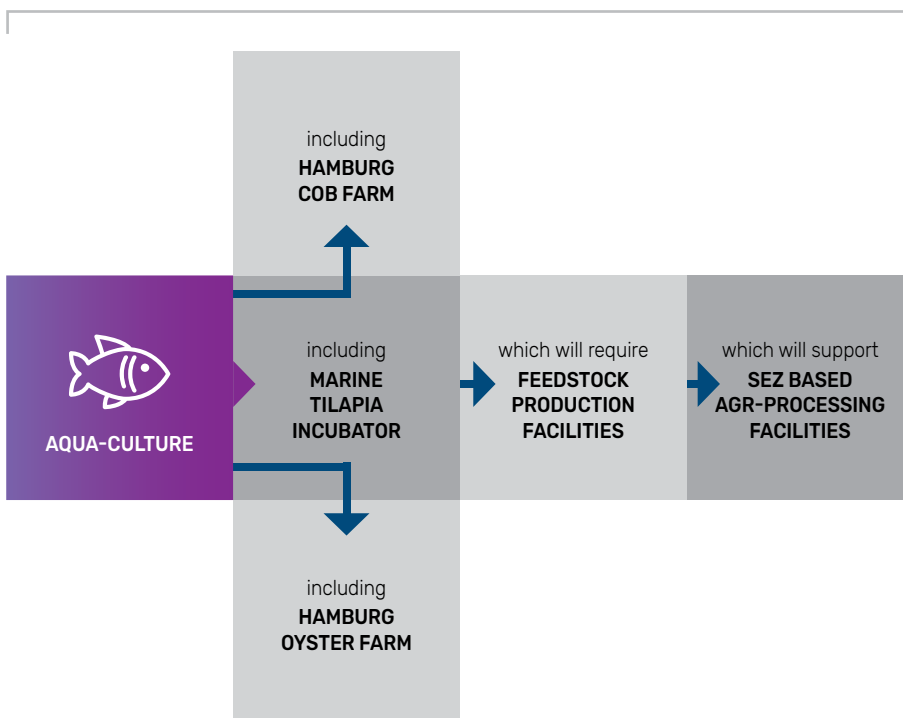 including
HAMBURG
COB FARM
AQUA-CULTURE
including
MARINE
TILAPIA
INCUBATOR
which will require
FEEDSTOCK
PRODUCTION
FACILITIES
which will support
SEZ BASED
AGR-PROCESSING
FACILITIES
including
HAMBURG
OYSTER FARM